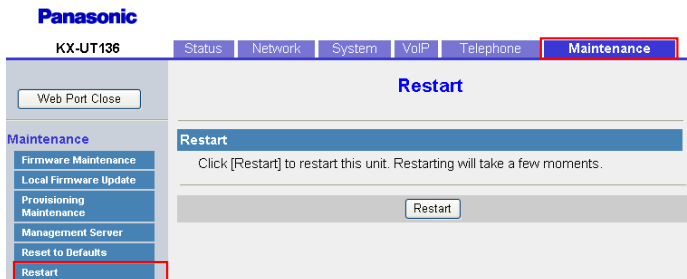 Panasonic
KX-UT136
Status Network System VoIP Telephone Maintenance
Web Port Close
Restart
Maintenance
Firmware Maintenance
Local Firmware Update
Provisioning
Maintenance
Management Server
Reset to Defaults
Restart
Restart
Click [Restart] to restart this unit. Restarting will take a few moments.
Restart